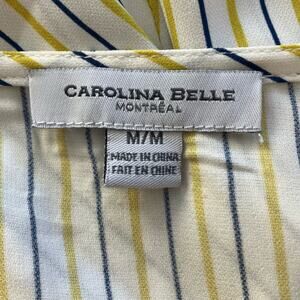 CAROLINA BELLE
MONTRÉAL
M/M
MADE IN CHINA
FAIT EN CHINE